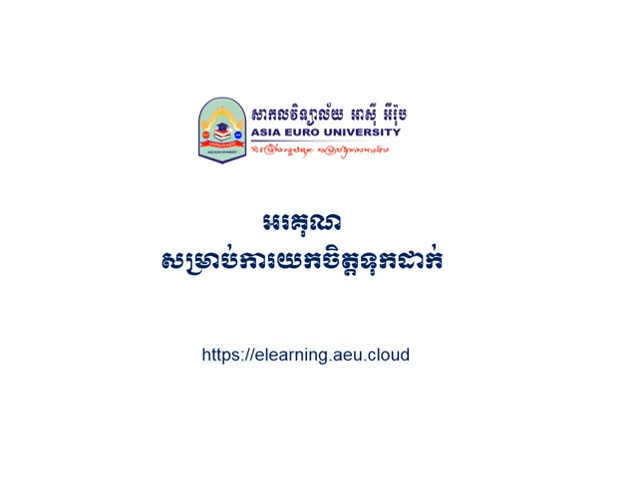 សាកលវិទ្យាល័យ អាស៊ី អឺរ៉ុប
ASIA EURO UNIVERSITY
អរគុណ
សម្រាប់ការយកចិត្តទុកដាក់
https://elearning.aeu.cloud